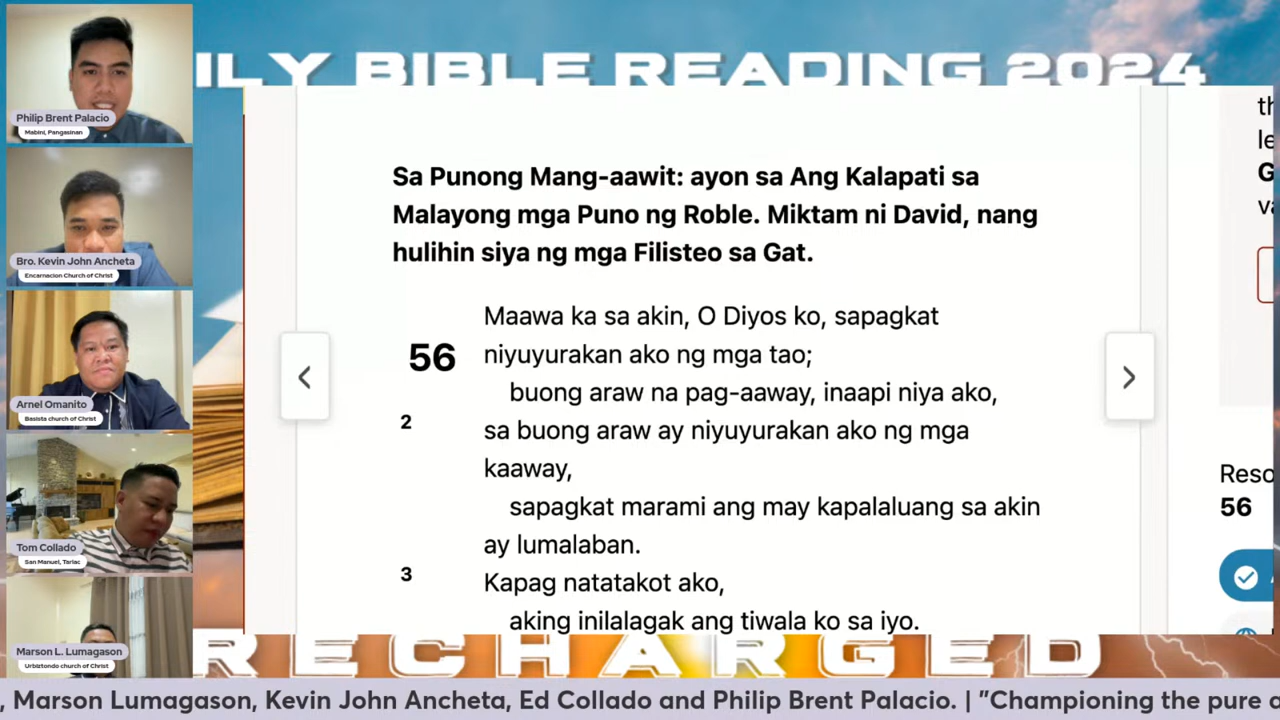 ILY BIBLE READING 2024
Philip Brent Palacio
Mabini, Pangasinan
Bro. Kevin John Ancheta
Encarnacion Church of Christ
Arnel Omanito
Basista church of Christ
Tom Collado
San Manuel, Tarlac
Marson L. Lumagason
Urbiztondo church of Christ
Sa Punong Mang-aawit: ayon sa Ang Kalapati sa
Malayong mga Puno ng Roble. Miktam ni David, nang
hulihin siya ng mga Filisteo sa Gat.
Maawa ka sa akin, O Diyos ko, sapagkat
56 niyuyurakan ako ng mga tao;
buong araw na pag-aaway, inaapi niya ako,
2 sa buong araw ay niyuyurakan ako ng mga
kaaway,
sapagkat marami ang may kapalaluang sa akin
ay lumalaban.
3 Kapag natatakot ako,
aking inilalagak ang tiwala ko sa iyo.
th
le
G
va
Reso
56
RECHARGED
, Marson Lumagason, Kevin John Ancheta, Ed Collado and Philip Brent Palacio. | "Championing the pure a